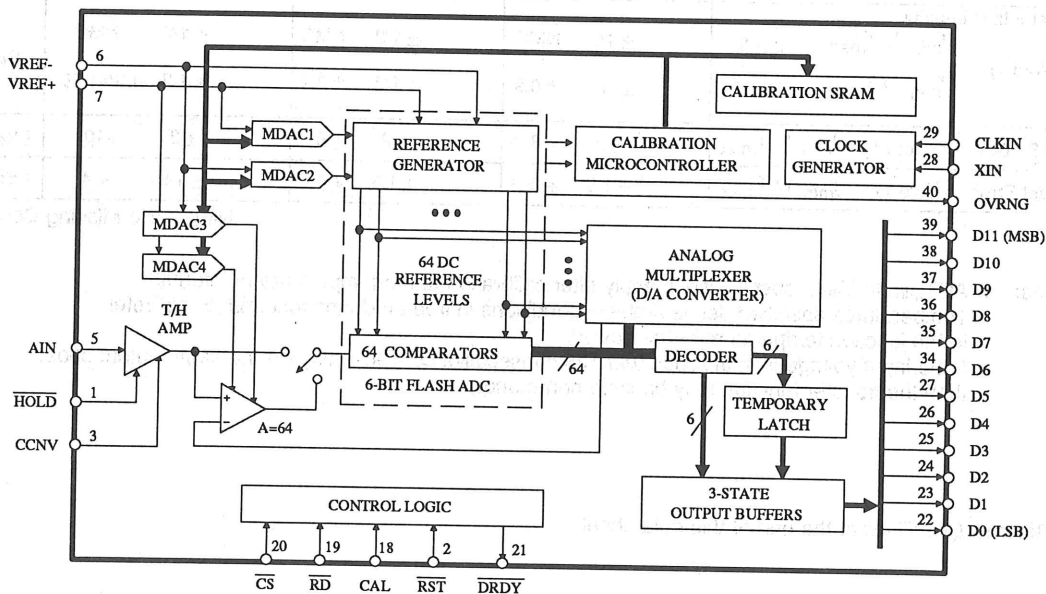 6
VREF-
VREF+
7
CALIBRATION SRAM
MDAC1
MDAC2
REFERENCE
GENERATOR
CALIBRATION
MICROCONTROLLER
CLOCK
GENERATOR
29
CLKIN
28
XIN
40
OVRNG
MDAC3
MDAC4
64 DC
REFERENCE
LEVELS
ANALOG
MULTIPLEXER
(D/A CONVERTER)
39
D11 (MSB)
38
D10
37
D9
36
D8
35
D7
34
D6
27
D5
26
D4
25
D3
24
D2
23
D1
22
D0 (LSB)
T/H
AMP
5
AIN
1
HOLD
3
CCNV
+
−
A=64
64 COMPARATORS
6-BIT FLASH ADC
64
DECODER
6
6
TEMPORARY
LATCH
3-STATE
OUTPUT BUFFERS
CONTROL LOGIC
20
19
18
2
21
CS
RD
CAL
RST
DRDY